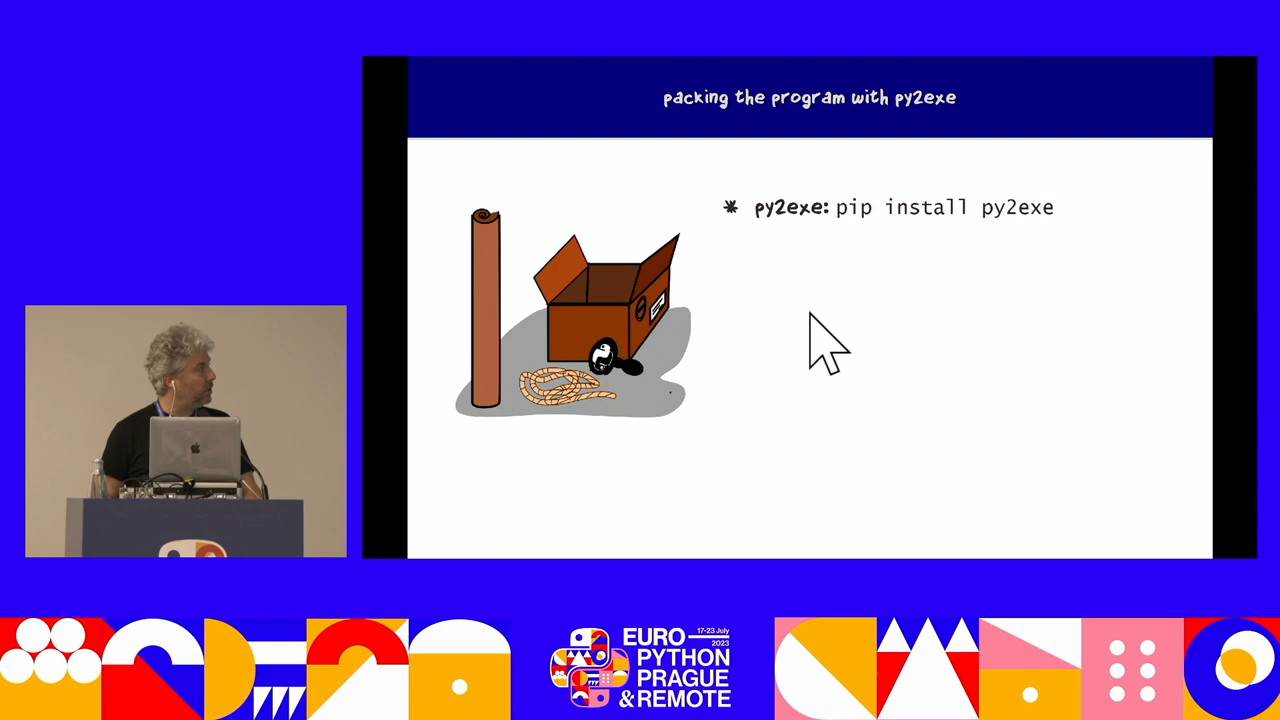 packing the program with py2exe
* py2exe: pip install py2exe
EURO
17-23 July
2023
PYTHON
PRAGUE
& REMOTE